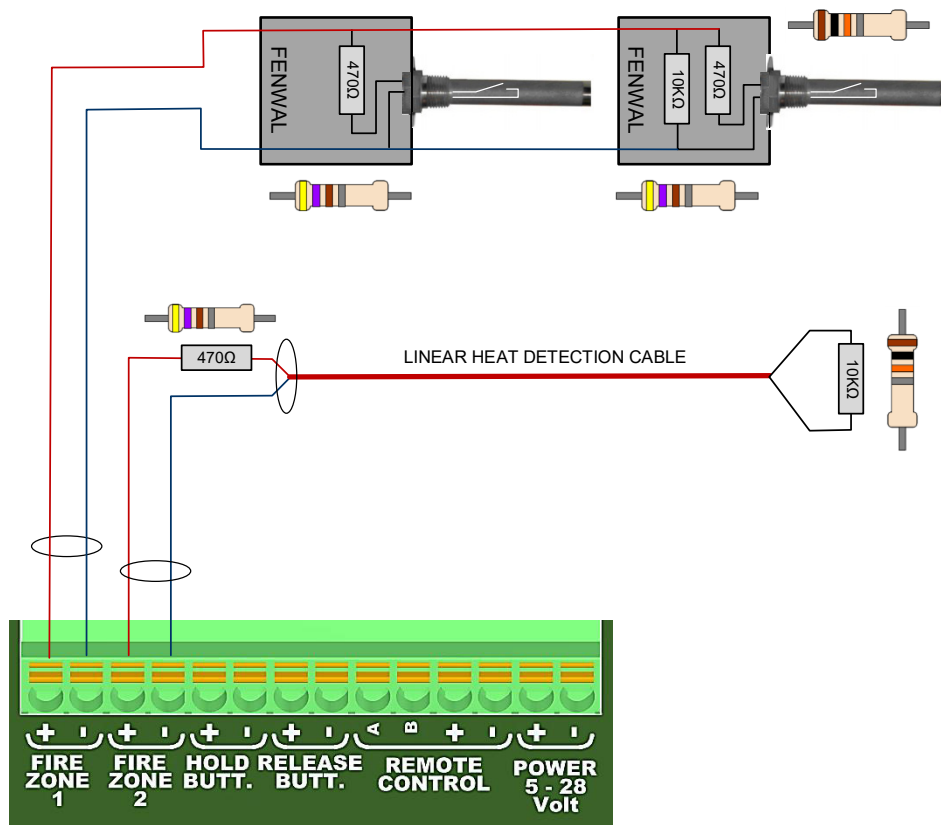 FENWAL
470Ω
FENWAL
10KΩ
470Ω
470Ω
LINEAR HEAT DETECTION CABLE
10KΩ
+ - + - + - + - A B + - + -
FIRE ZONE 1
FIRE ZONE 2
HOLD BUTT.
RELEASE BUTT.
REMOTE CONTROL
POWER 5 - 28 Volt